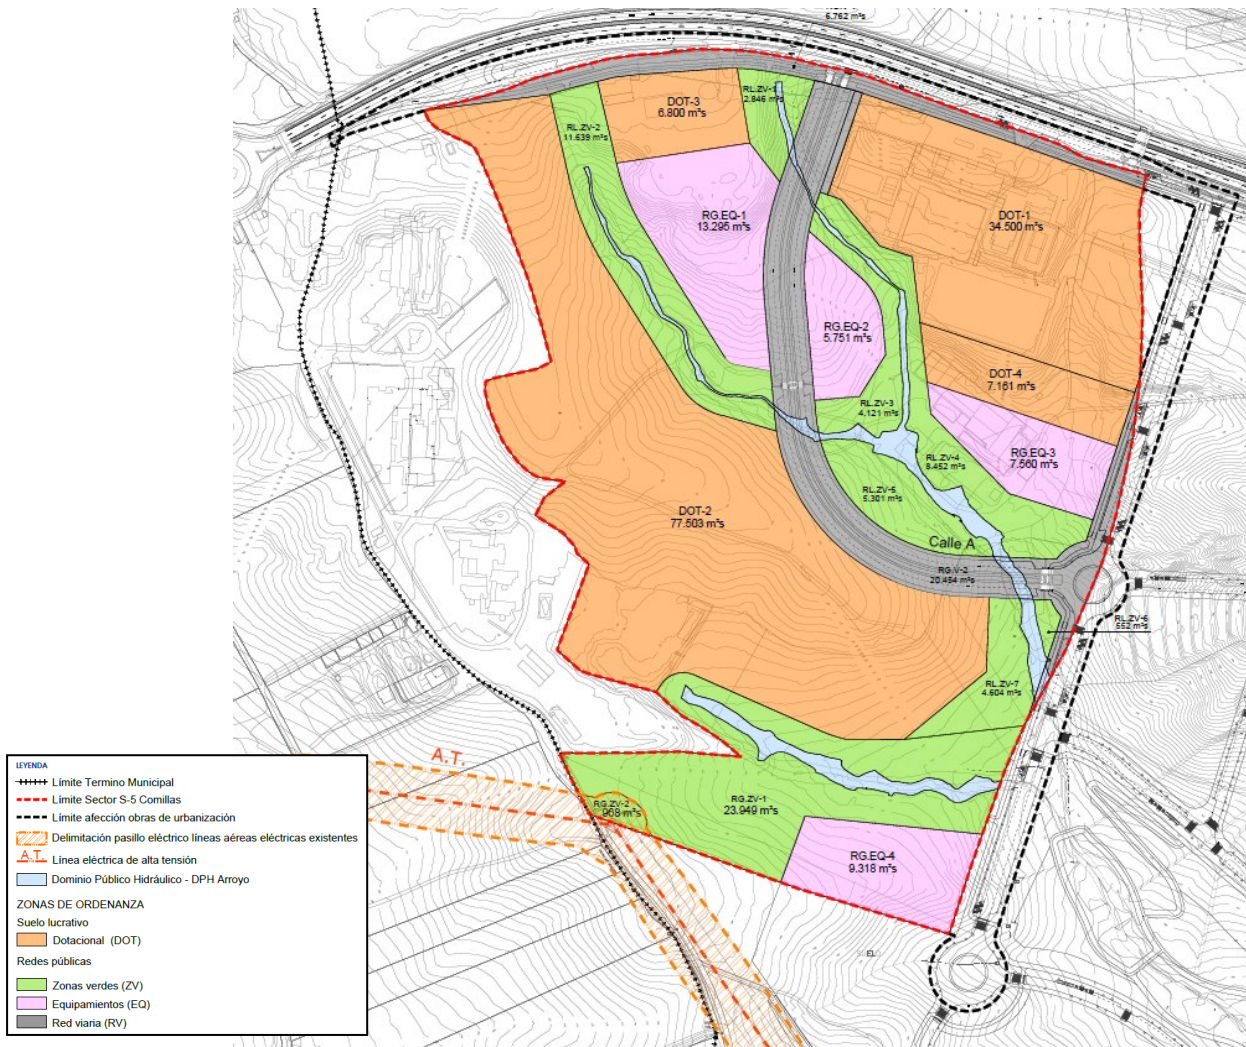 6.762 m²s
RL.ZV-1
2.846 m²s
DOT-3
6.800 m²s
RL.ZV-2
11.639 m²s
RG.EQ-1
13.295 m²s
DOT-1
34.500 m²s
RG.EQ-2
5.751 m²s
DOT-4
7.161 m²s
RL.ZV-3
4.121 m²s
RG.EQ-3
7.560 m²s
RL.ZV-4
8.452 m²s
RL.ZV-5
5.301 m²s
DOT-2
77.503 m²s
Calle A
RG.V-2
20.454 m²s
RL.ZV-6
552 m²s
RL.ZV-7
4.604 m²s
A.T.
RG.ZV-2
968 m²s
RG.ZV-1
23.949 m²s
RG.EQ-4
9.318 m²s
LEYENDA
Límite Termino Municipal
Límite Sector S-5 Comillas
Límite afección obras de urbanización
Delimitación pasillo eléctrico líneas aéreas eléctricas existentes
A.T. Línea eléctrica de alta tensión
Dominio Público Hidráulico - DPH Arroyo
ZONAS DE ORDENANZA
Suelo lucrativo
Dotacional (DOT)
Redes públicas
Zonas verdes (ZV)
Equipamientos (EQ)
Red viaria (RV)